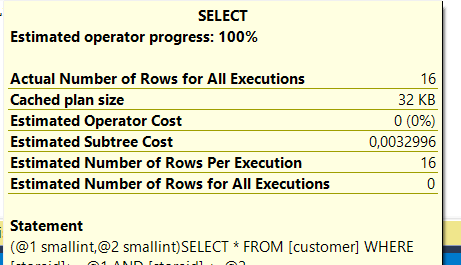 SELECT
Estimated operator progress: 100%
Actual Number of Rows for All Executions 16
Cached plan size 32 KB
Estimated Operator Cost 0 (0%)
Estimated Subtree Cost 0,0032996
Estimated Number of Rows Per Execution 16
Estimated Number of Rows for All Executions 0
Statement
(@1 smallint,@2 smallint)SELECT * FROM [customer] WHERE